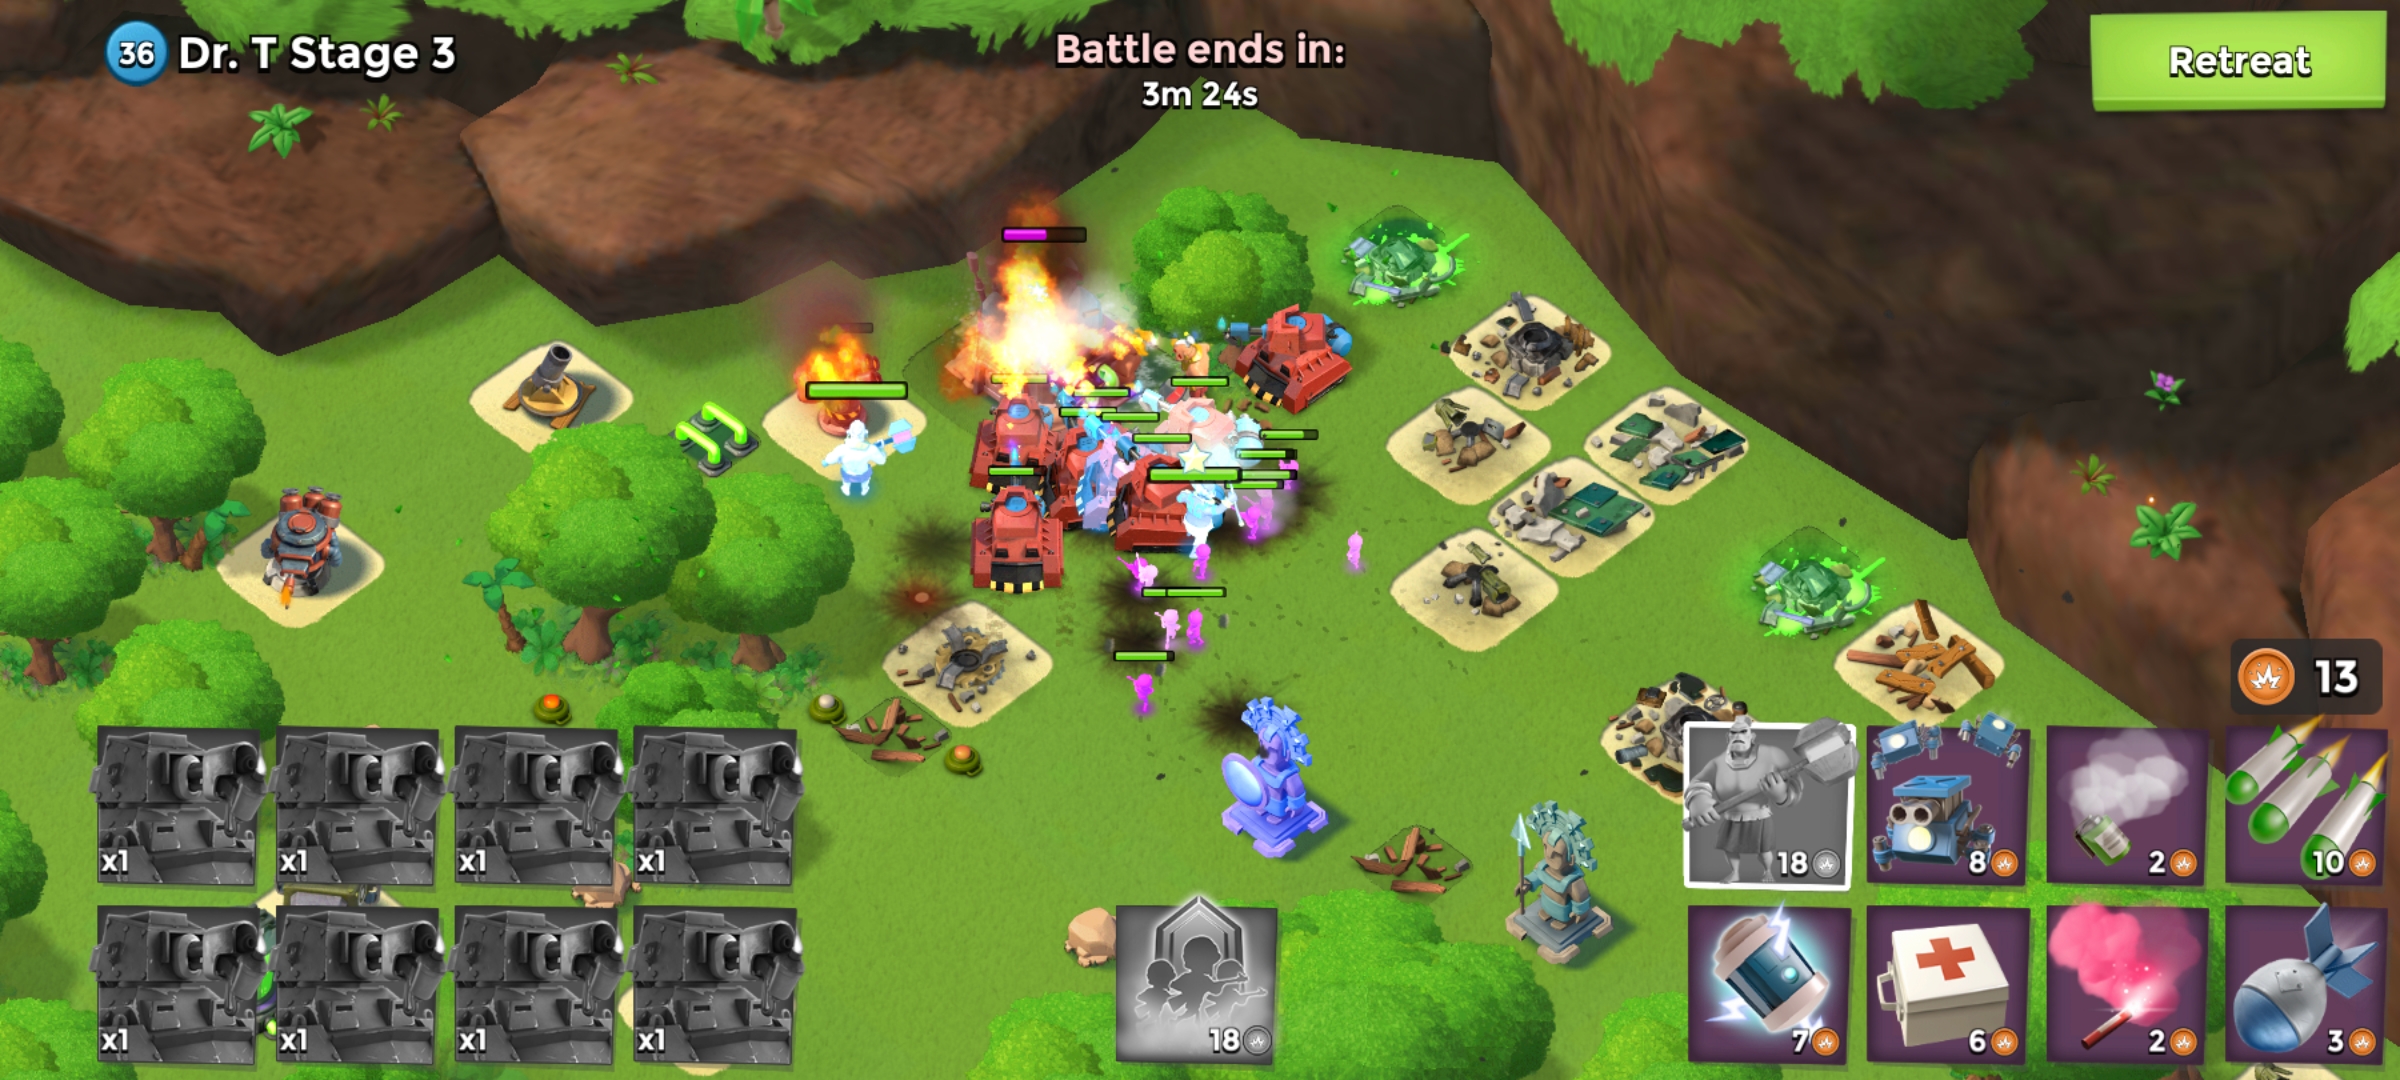 36 Dr. T Stage 3
Battle ends in:
3m 24s
Retreat
13
x1 x1 x1 x1
18 8 2 10
x1 x1 x1 x1
18
7 6 2 3